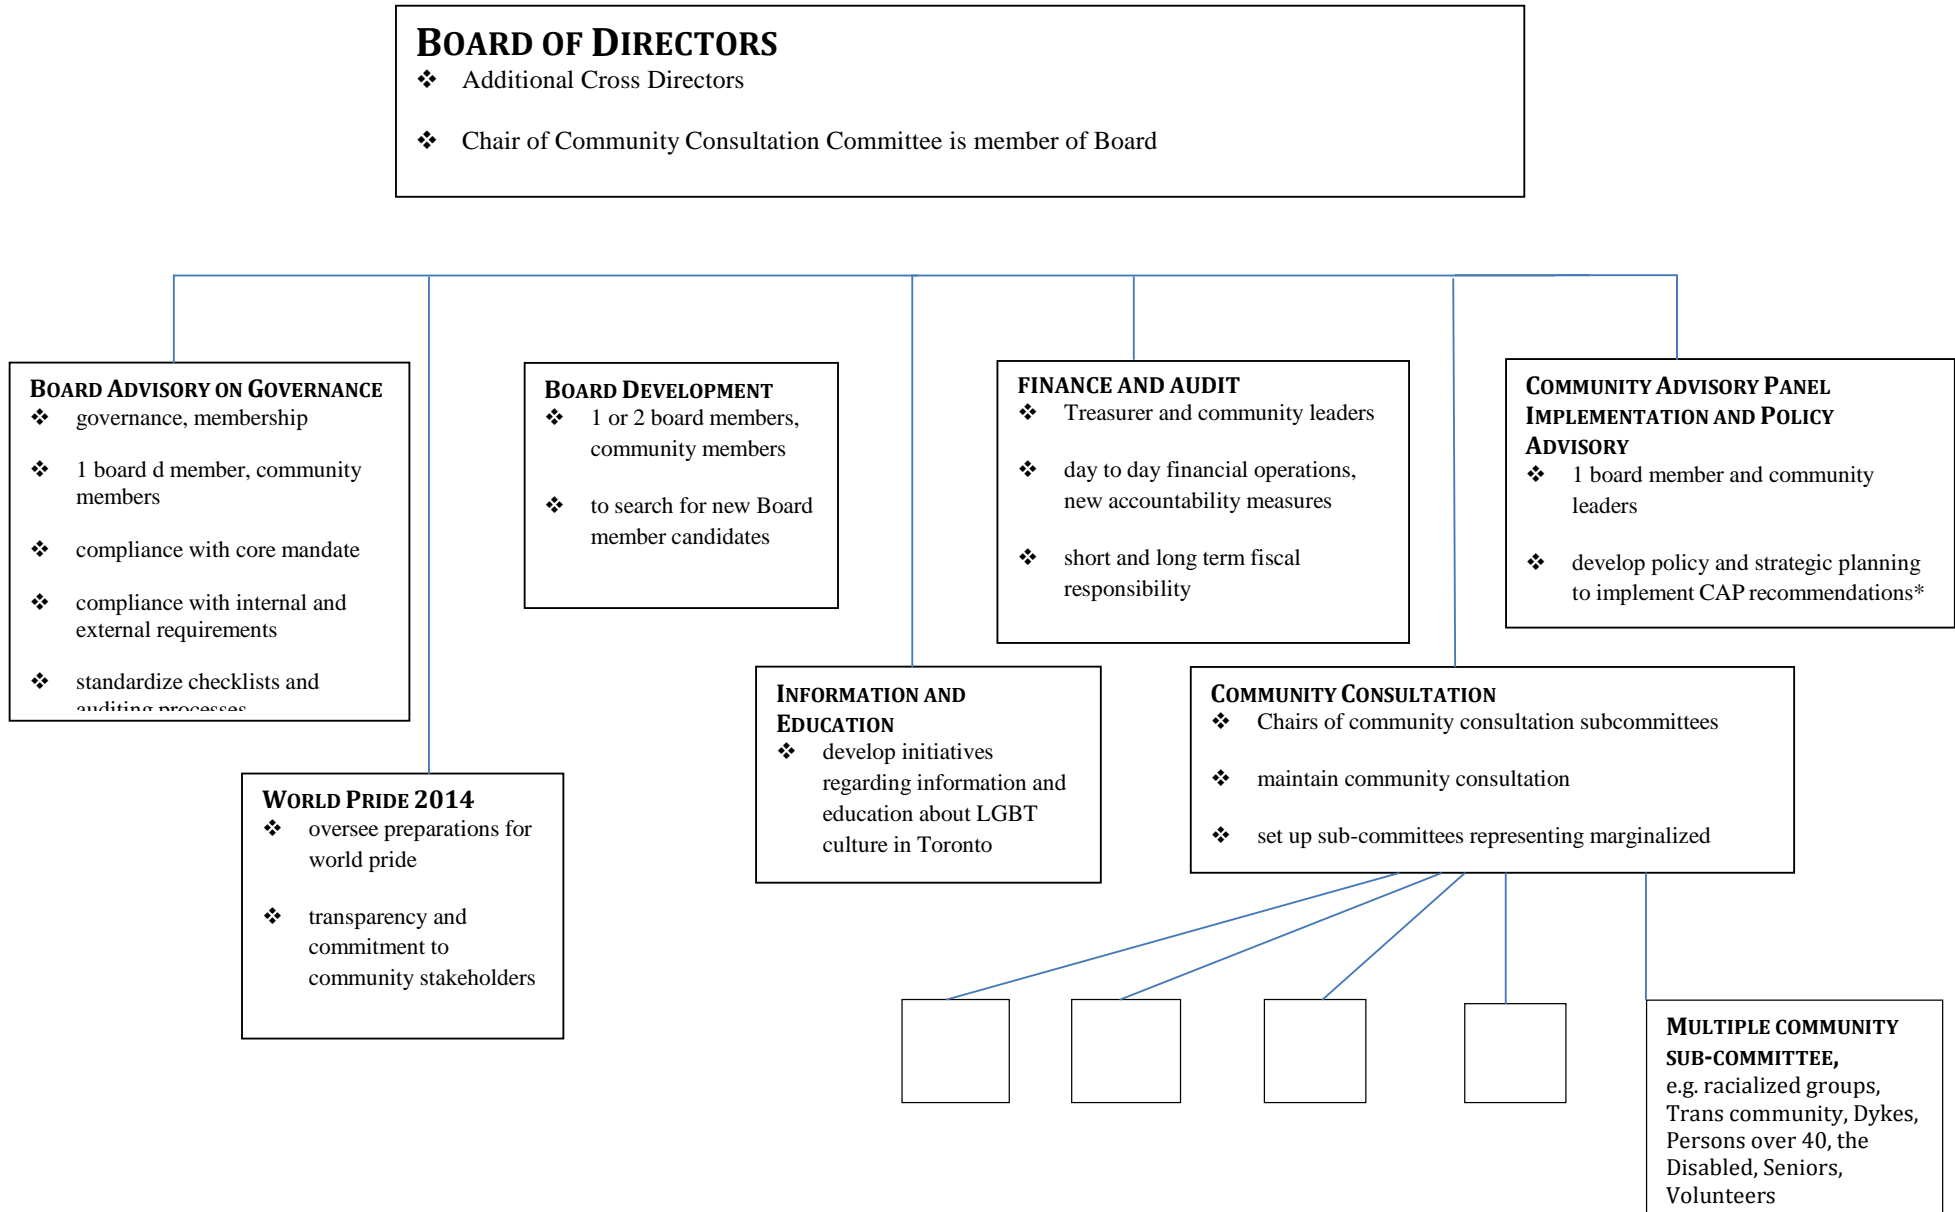 BOARD OF DIRECTORS
❖ Additional Cross Directors
❖ Chair of Community Consultation Committee is member of Board
BOARD ADVISORY ON GOVERNANCE
❖ governance, membership
❖ 1 board d member, community
members
❖ compliance with core mandate
❖ compliance with internal and
external requirements
❖ standardize checklists and
auditing processes
BOARD DEVELOPMENT
❖ 1 or 2 board members,
community members
❖ to search for new Board
member candidates
FINANCE AND AUDIT
❖ Treasurer and community leaders
❖ day to day financial operations,
new accountability measures
❖ short and long term fiscal
responsibility
COMMUNITY ADVISORY PANEL
IMPLEMENTATION AND POLICY
ADVISORY
❖ 1 board member and community
leaders
❖ develop policy and strategic planning
to implement CAP recommendations*
WORLD PRIDE 2014
❖ oversee preparations for
world pride
❖ transparency and
commitment to
community stakeholders
INFORMATION AND
EDUCATION
❖ develop initiatives
regarding information and
education about LGBT
culture in Toronto
COMMUNITY CONSULTATION
❖ Chairs of community consultation subcommittees
❖ maintain community consultation
❖ set up sub-committees representing marginalized
MULTIPLE COMMUNITY
SUB-COMMITTEE,
e.g. racialized groups,
Trans community, Dykes,
Persons over 40, the
Disabled, Seniors,
Volunteers